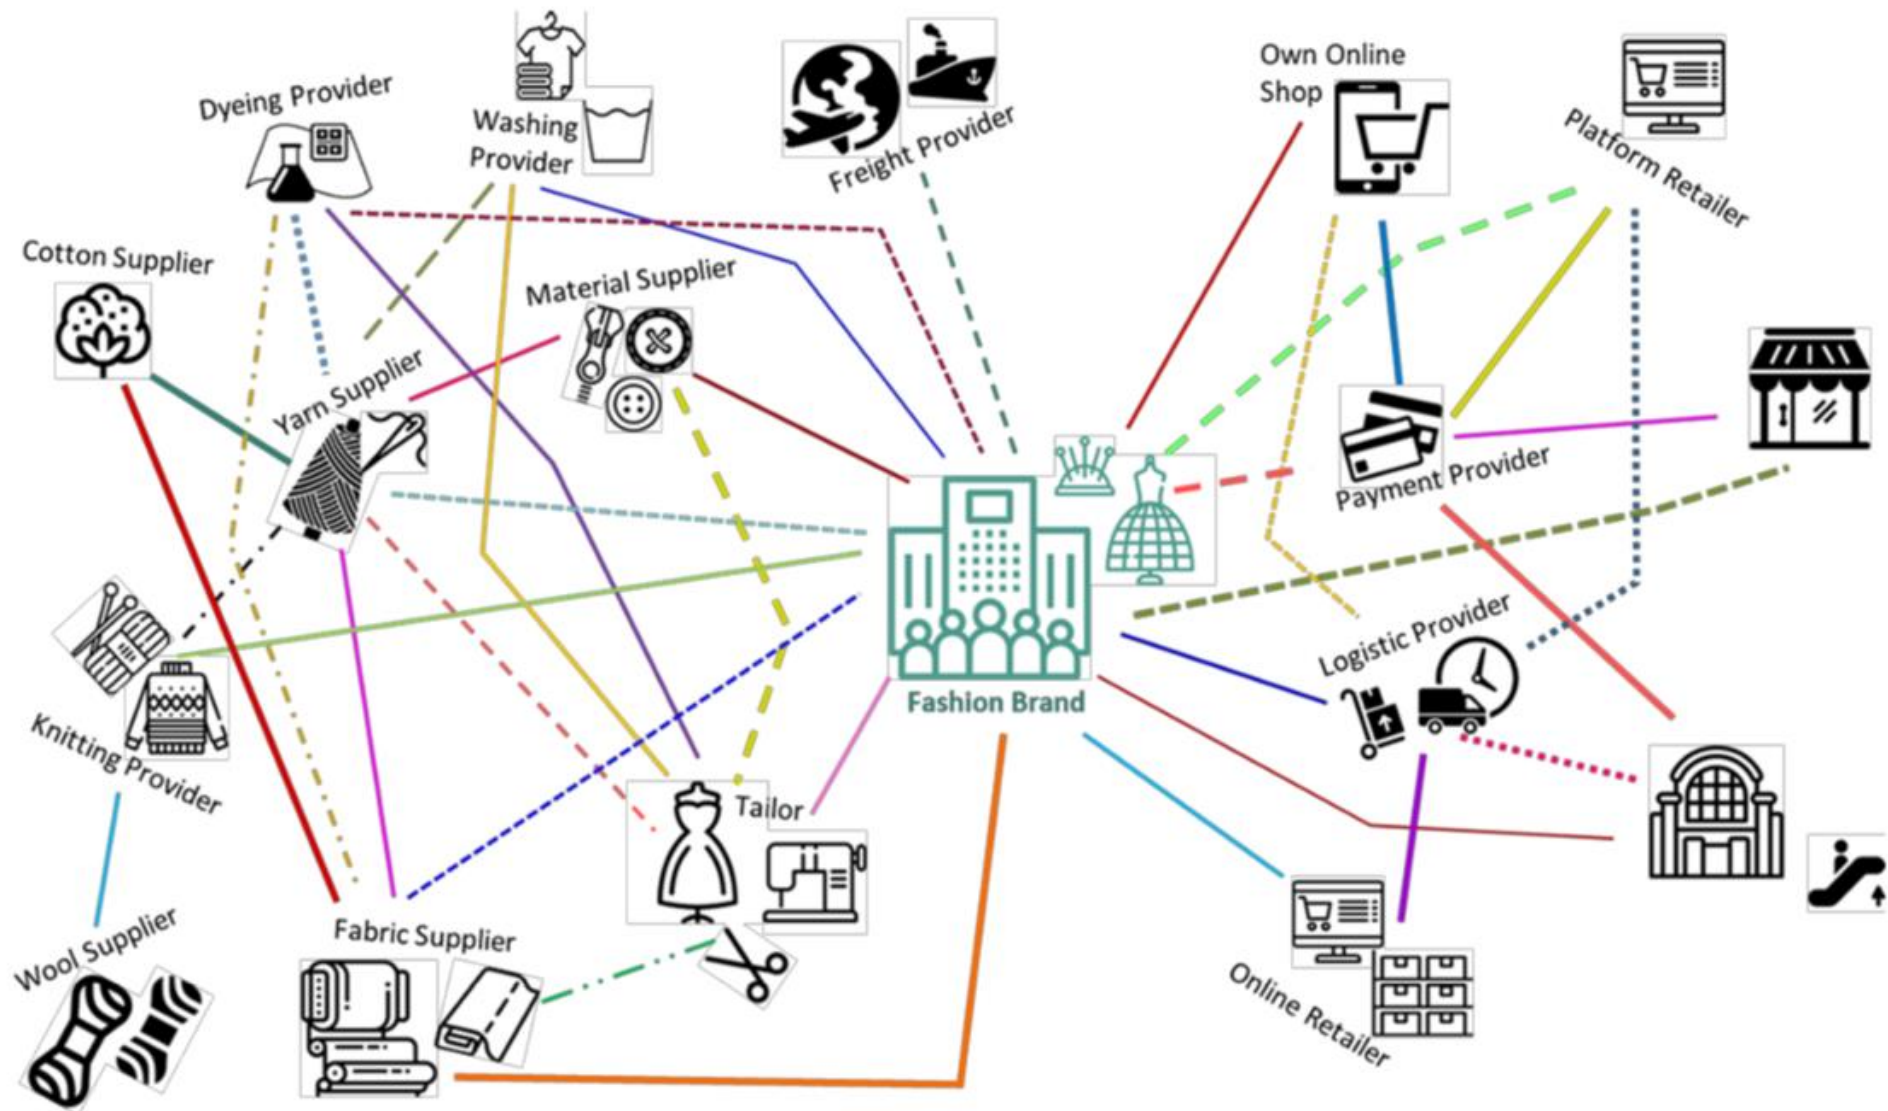 Dyeing Provider
Washing
Provider
Freight Provider
Own Online
Shop
Platform Retailer
Cotton Supplier
Material Supplier
Yarn Supplier
Payment Provider
Logistic Provider
Fashion Brand
Knitting Provider
Tailor
Wool Supplier
Fabric Supplier
Online Retailer